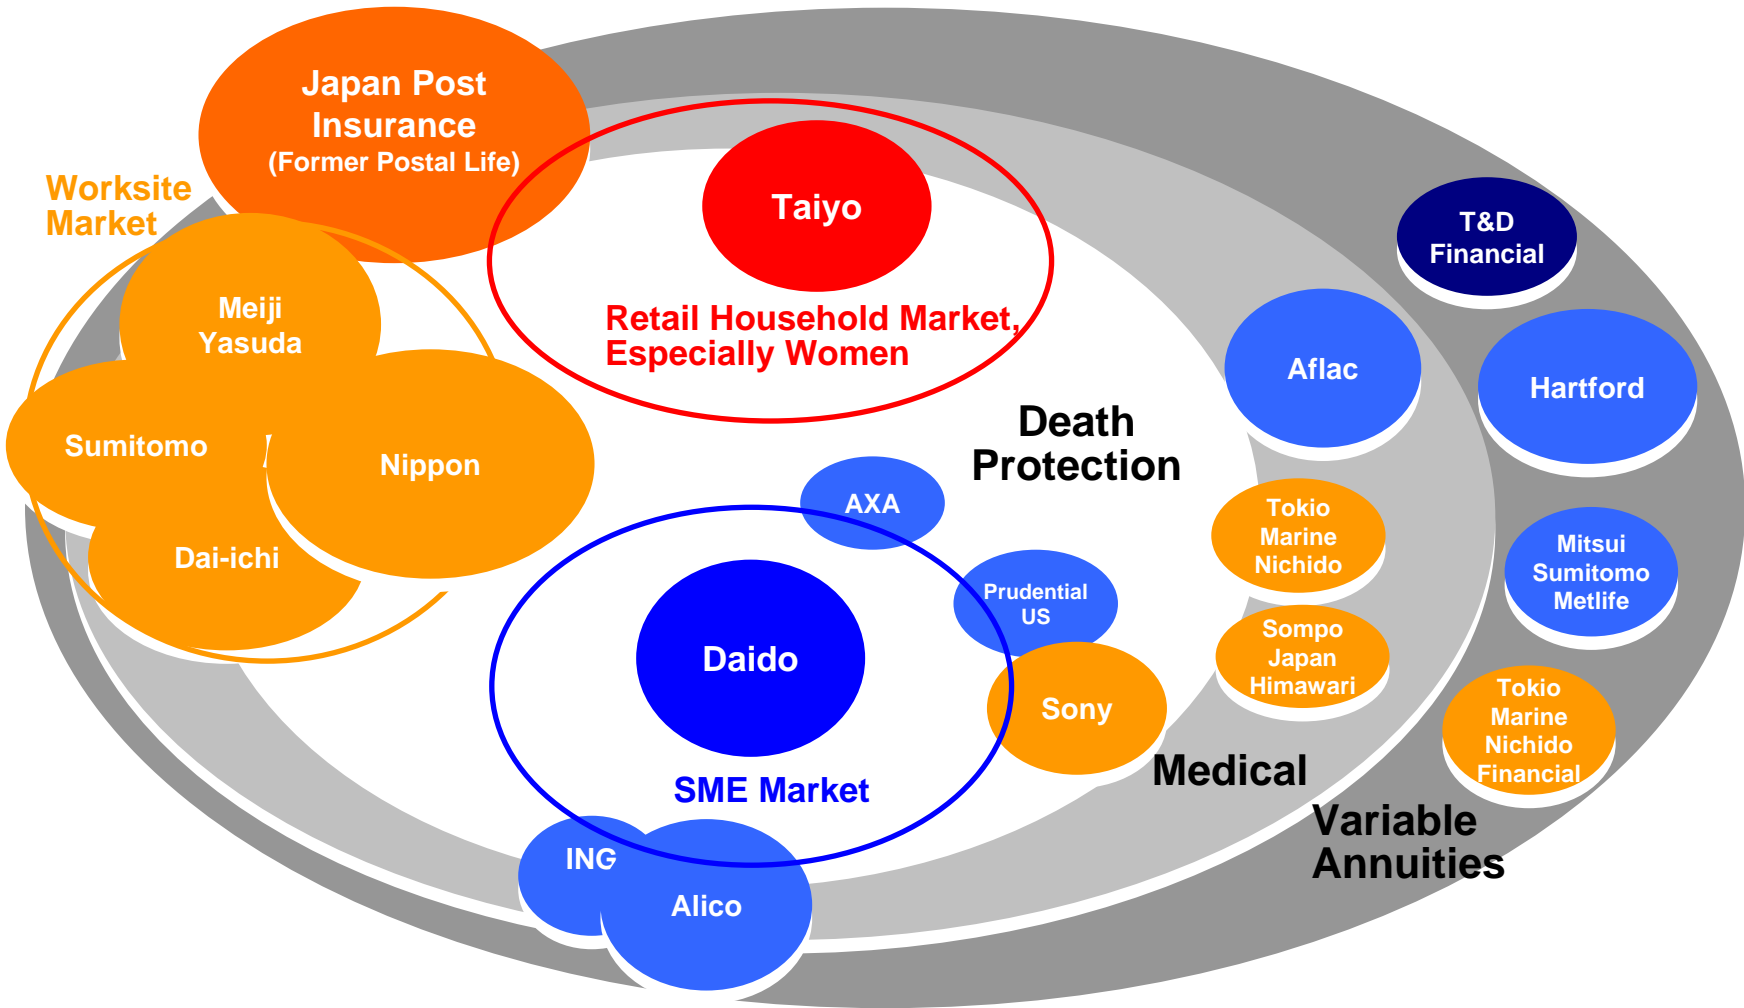 Japan Post
Insurance
(Former Postal Life)
Worksite
Market
Taiyo
T&D
Financial
Meiji
Yasuda
Retail Household Market,
Especially Women
Aflac
Hartford
Death
Protection
Sumitomo
Nippon
AXA
Tokio
Marine
Nichido
Mitsui
Sumitomo
Metlife
Dai-ichi
Prudential
US
Daido
Sompo
Japan
Himawari
Sony
Tokio
Marine
Nichido
Financial
Medical
SME Market
Variable
Annuities
ING
Alico